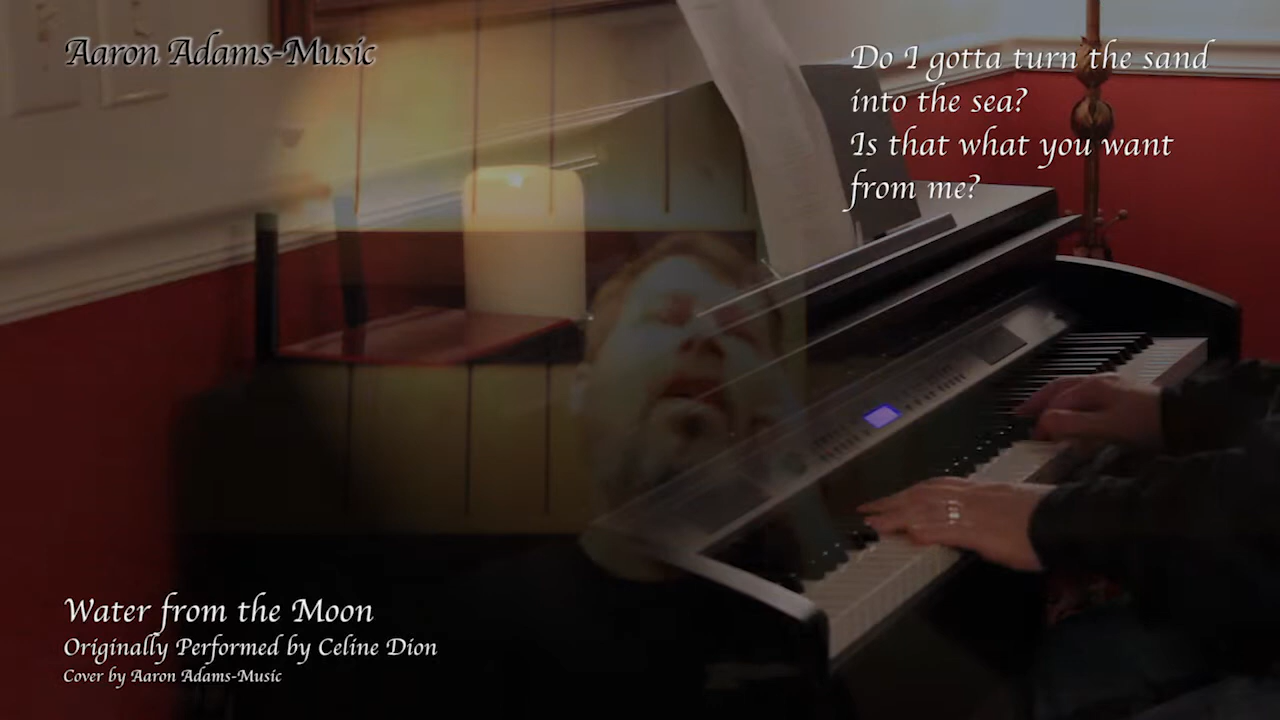 Aaron Adams-Music
Do I gotta turn the sand
into the sea?
Is that what you want
from me?
Water from the Moon
Originally Performed by Celine Dion
Cover by Aaron Adams-Music